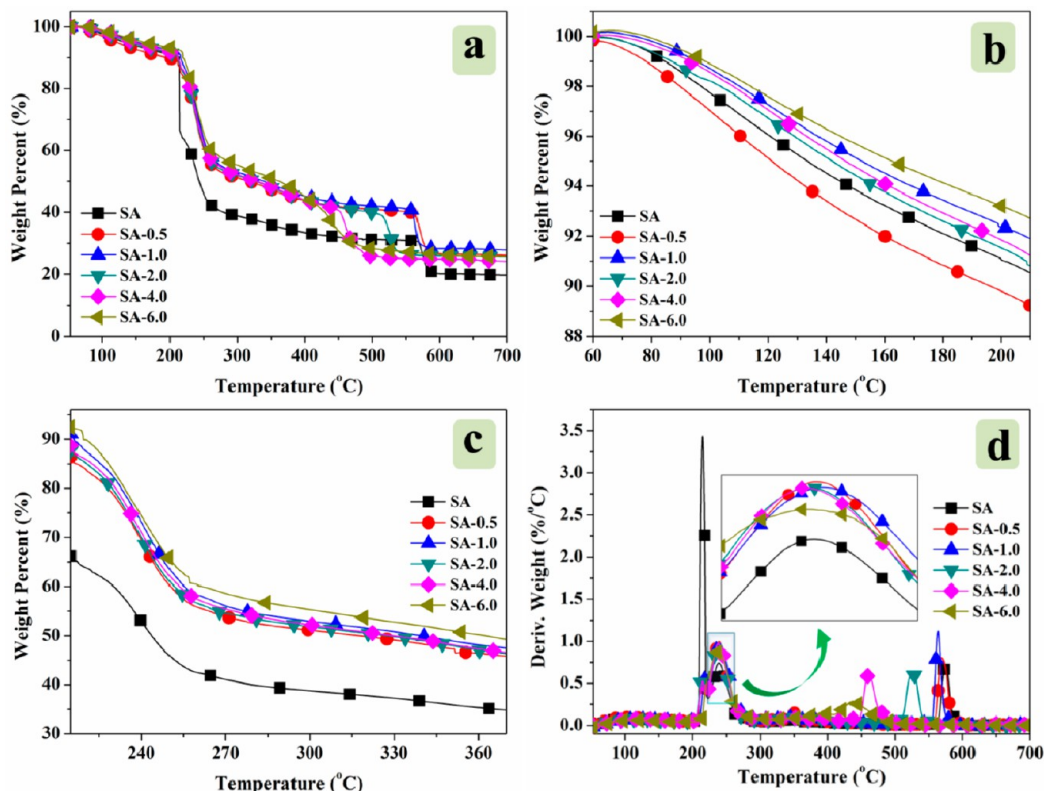 a
100
80
60
40
20
0
Weight Percent (%)
SA
SA-0.5
SA-1.0
SA-2.0
SA-4.0
SA-6.0
100 200 300 400 500 600 700
Temperature (°C)
b
100
98
96
94
92
90
88
Weight Percent (%)
SA
SA-0.5
SA-1.0
SA-2.0
SA-4.0
SA-6.0
60 80 100 120 140 160 180 200
Temperature (°C)
c
90
70
50
30
Weight Percent (%)
SA
SA-0.5
SA-1.0
SA-2.0
SA-4.0
SA-6.0
240 270 300 330 360
Temperature (°C)
d
3.5
3.0
2.5
2.0
1.5
1.0
0.5
0.0
Deriv. Weight (%/°C)
SA
SA-0.5
SA-1.0
SA-2.0
SA-4.0
SA-6.0
100 200 300 400 500 600 700
Temperature (°C)